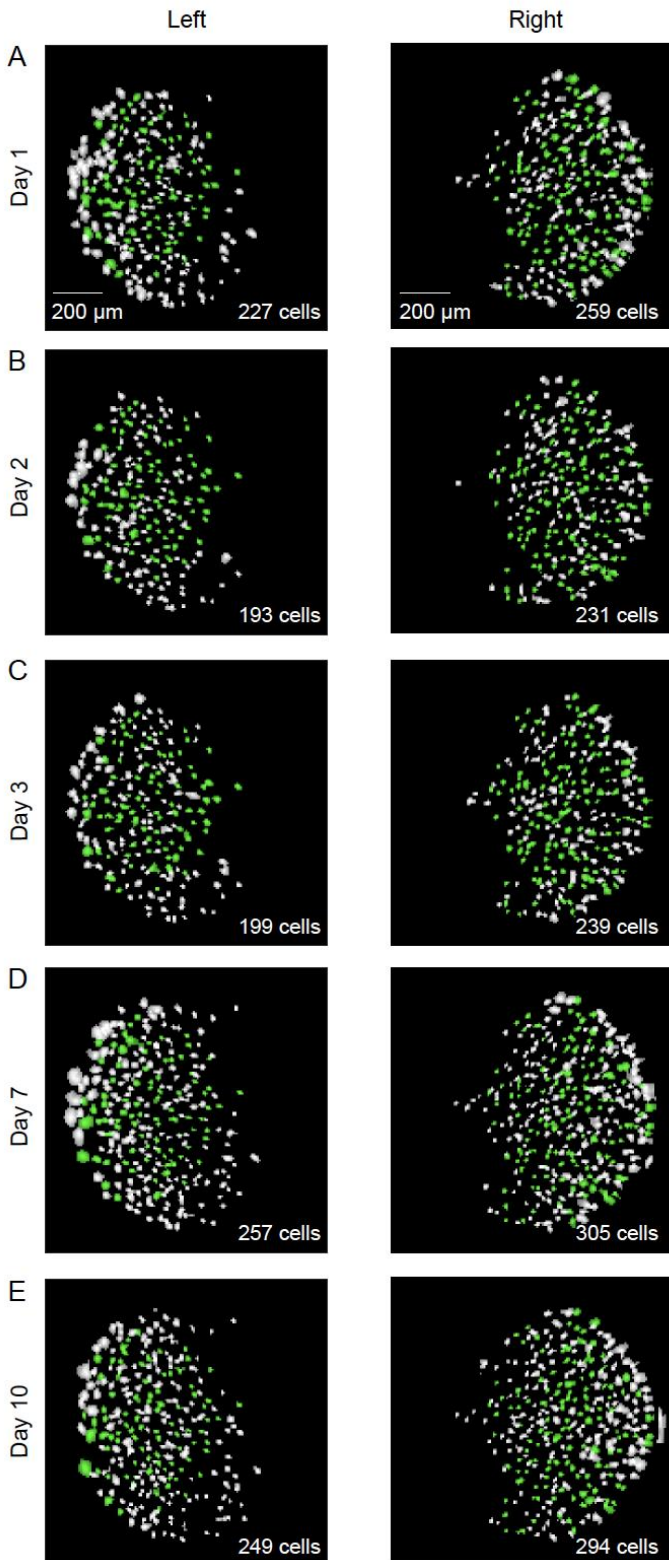 Left Right
A
Day 1
200 µm 227 cells
200 µm 259 cells
B
Day 2
193 cells
231 cells
C
Day 3
199 cells
239 cells
D
Day 7
257 cells
305 cells
E
Day 10
249 cells
294 cells